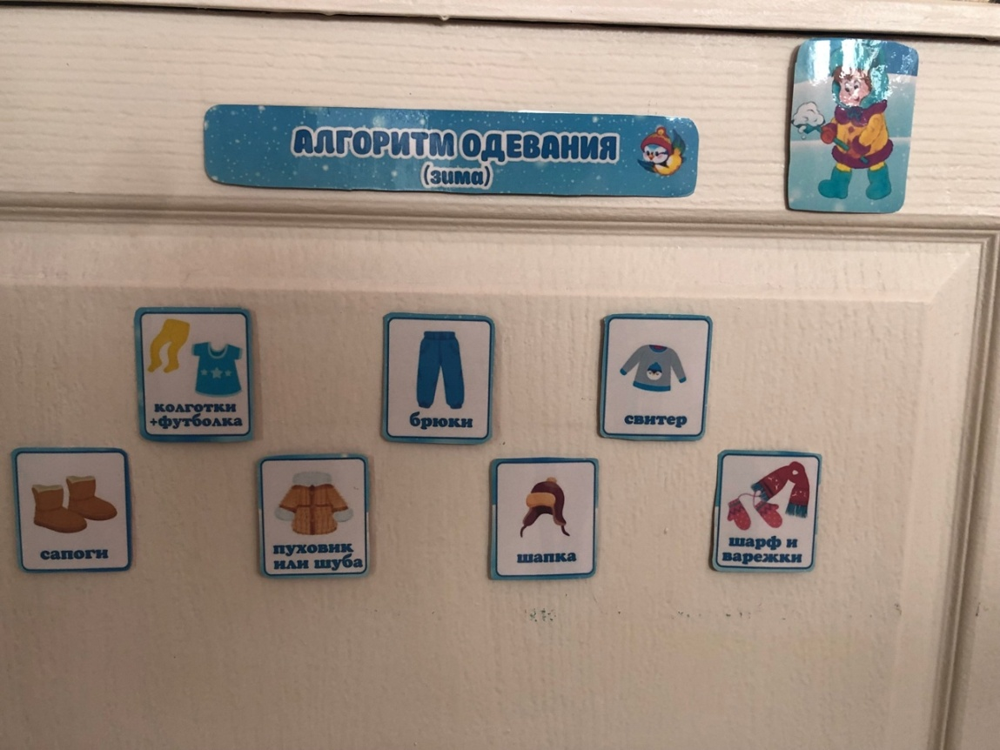 АЛГОРИТМ ОДЕВАНИЯ
(зима)
колготки
+футболка
брюки
свитер
сапоги
пуховик
или шуба
шапка
шарф и
варежки